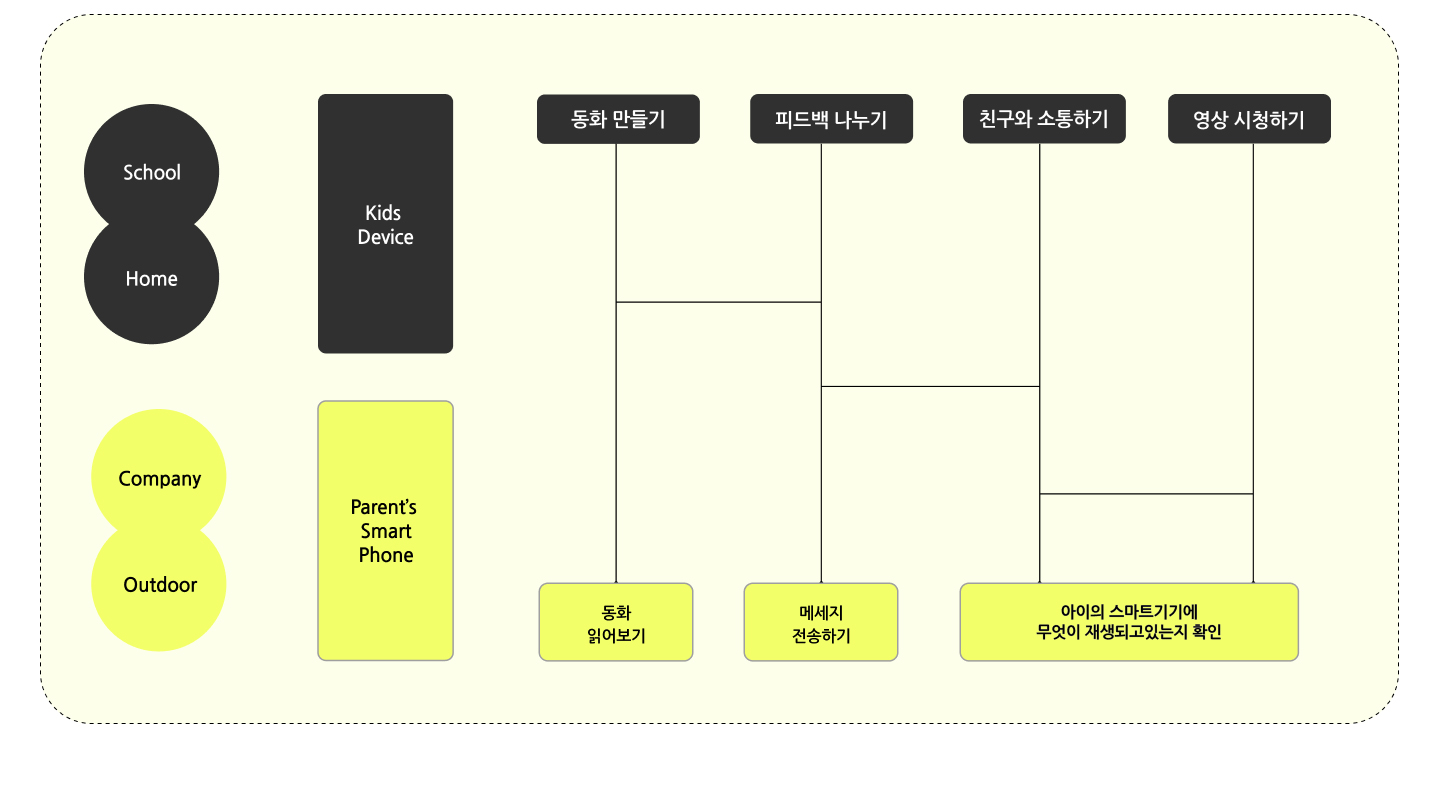 School
Home
Kids
Device
동화 만들기
피드백 나누기
친구와 소통하기
영상 시청하기
Company
Outdoor
Parent’s
Smart
Phone
동화
읽어보기
메세지
전송하기
아이의 스마트기기에
무엇이 재생되고있는지 확인